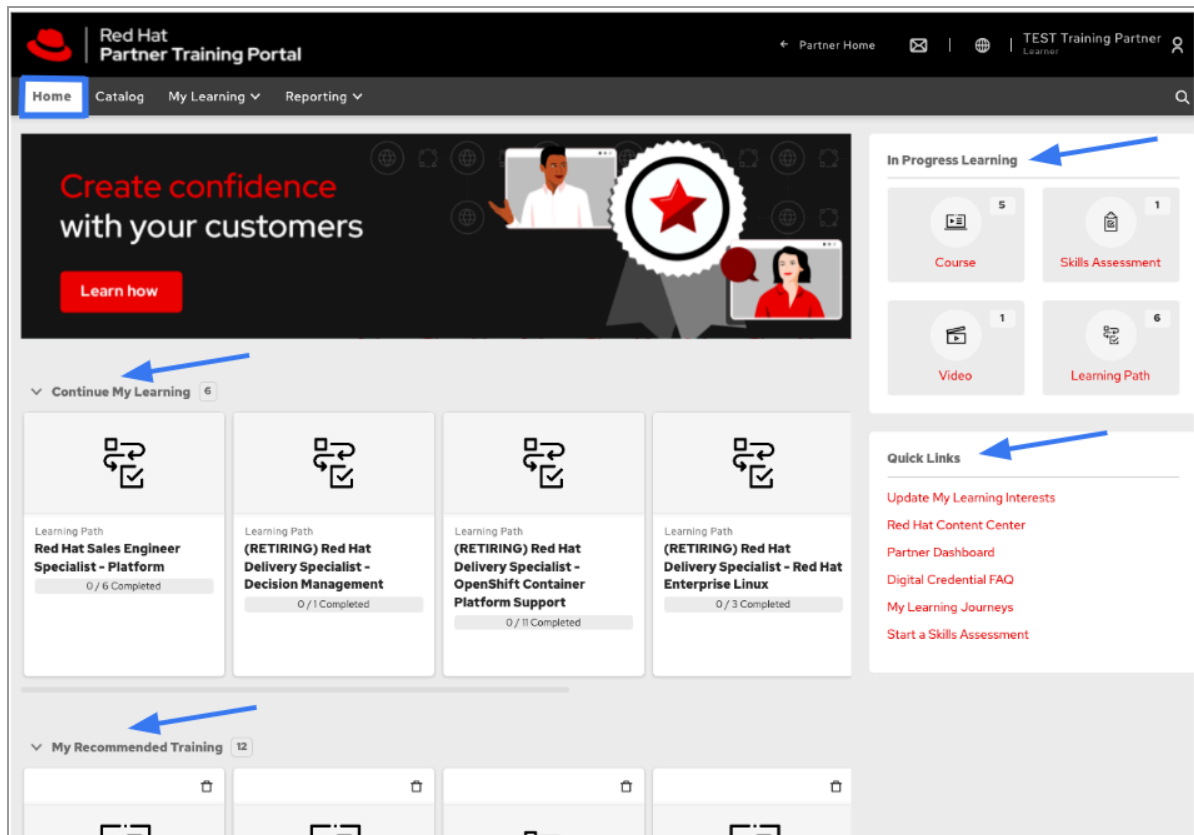 Red Hat
Partner Training Portal
← Partner Home
TEST Training Partner
Learner
Home
Catalog
My Learning
Reporting
Create confidence
with your customers
Learn how
In Progress Learning
5
Course
1
Skills Assessment
1
Video
6
Learning Path
Continue My Learning 6
Learning Path
Red Hat Sales Engineer
Specialist - Platform
0 / 6 Completed
Learning Path
(RETIRING) Red Hat
Delivery Specialist -
Decision Management
0 / 1 Completed
Learning Path
(RETIRING) Red Hat
Delivery Specialist -
OpenShift Container
Platform Support
0 / 11 Completed
Learning Path
(RETIRING) Red Hat
Delivery Specialist - Red Hat
Enterprise Linux
0 / 3 Completed
Quick Links
Update My Learning Interests
Red Hat Content Center
Partner Dashboard
Digital Credential FAQ
My Learning Journeys
Start a Skills Assessment
My Recommended Training 12